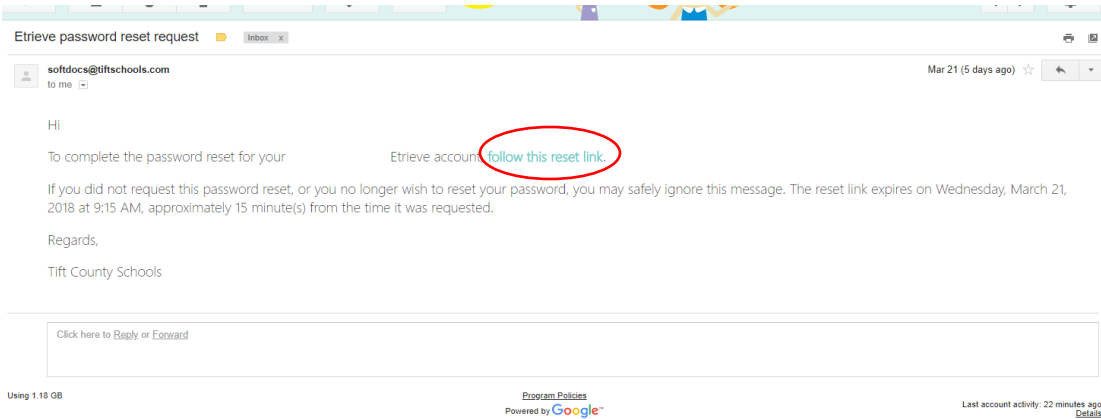 Etrieve password reset request Inbox x
softdocs@tiftschools.com Mar 21 (5 days ago)
to me
Hi
To complete the password reset for your Etrieve account, follow this reset link.
If you did not request this password reset, or you no longer wish to reset your password, you may safely ignore this message. The reset link expires on Wednesday, March 21,
2018 at 9:15 AM, approximately 15 minute(s) from the time it was requested.
Regards,
Tift County Schools
Click here to Reply or Forward
Using 1.18 GB
Program Policies
Powered by Google™
Last account activity: 22 minutes ago
Details